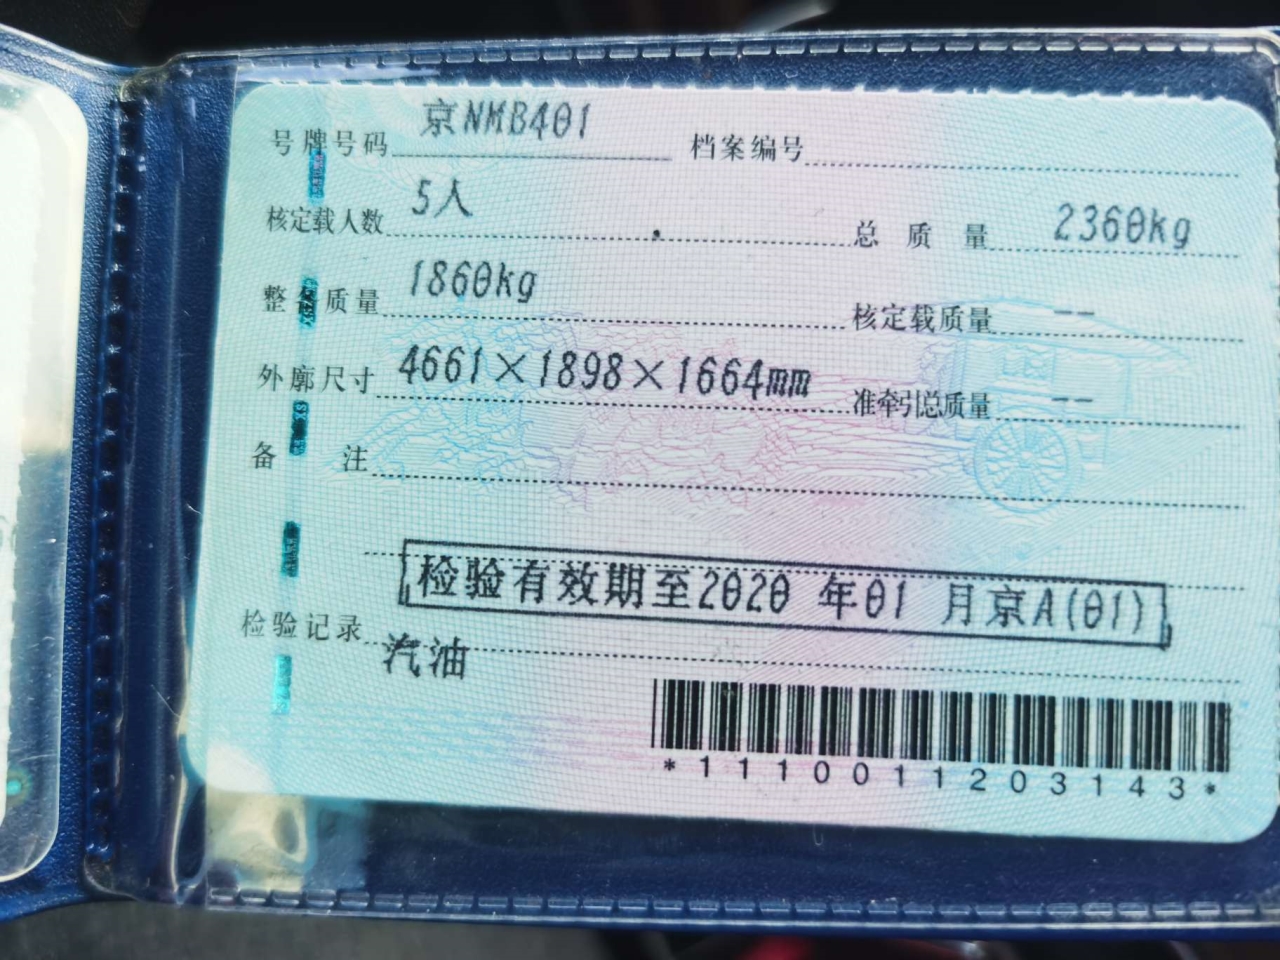 号牌号码 京NMB401 档案编号
核定载人数 5人 总质量 2360kg
整备质量 1860kg 核定载质量 --
外廓尺寸 4661×1898×1664mm 准牵引总质量 --
备注
检验有效期至2020 年01 月京A(01)
检验记录
汽油
*1110011203143*